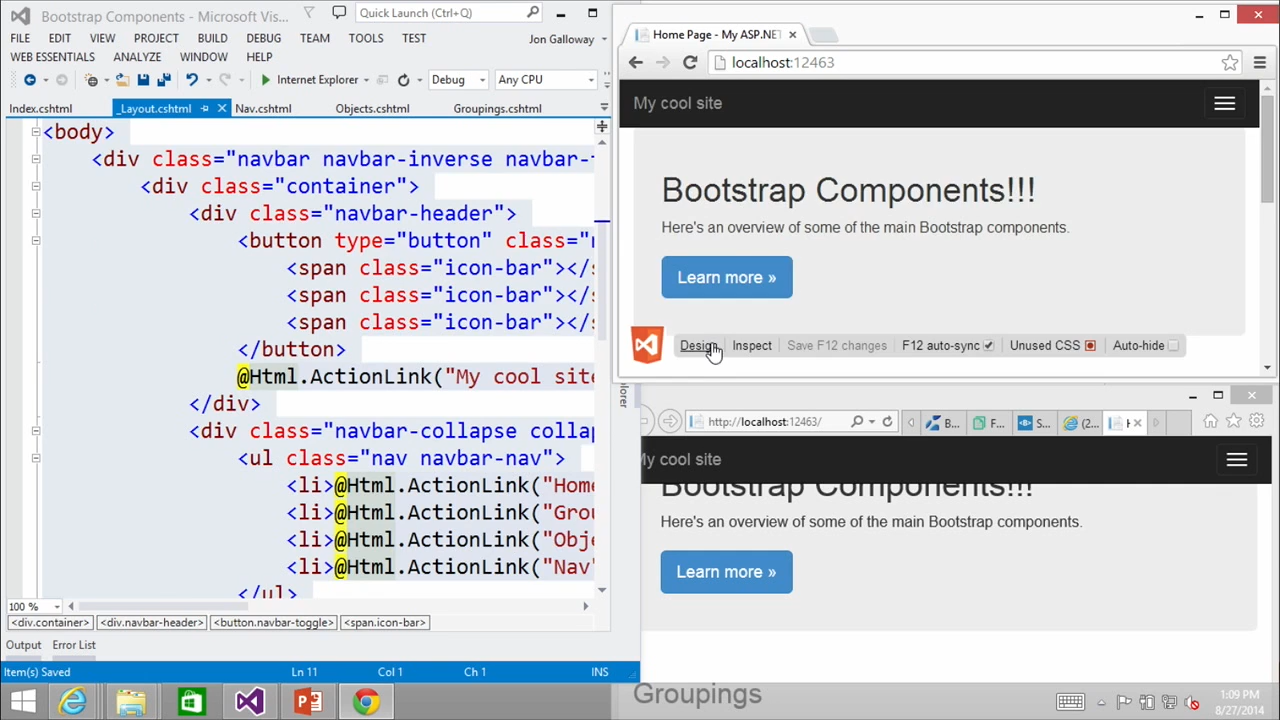 Bootstrap Components - Microsoft Vis...
Quick Launch (Ctrl+Q)
FILE EDIT VIEW PROJECT BUILD DEBUG TEAM TOOLS TEST
Jon Galloway
WEB ESSENTIALS ANALYZE WINDOW HELP
Internet Explorer
Debug
Any CPU
Index.cshtml
_Layout.cshtml
Nav.cshtml
Objects.cshtml
Groupings.cshtml
<body>
<div class="navbar navbar-inverse navbar-
<div class="container">
<div class="navbar-header">
<button type="button" class="
<span class="icon-bar"></
<span class="icon-bar"></
<span class="icon-bar"></
</button>
@Html.ActionLink("My cool site
</div>
<div class="navbar-collapse collap
<ul class="nav navbar-nav">
<li>@Html.ActionLink("Home
<li>@Html.ActionLink("Grou
<li>@Html.ActionLink("Obje
<li>@Html.ActionLink("Nav"
</ul>
100 %
<div.container> <div.navbar-header> <button.navbar-toggle> <span.icon-bar>
Output Error List
Item(s) Saved
Ln 11
Col 1
Ch 1
INS
Home Page - My ASP.NET
localhost:12463
My cool site
Bootstrap Components!!!
Here's an overview of some of the main Bootstrap components.
Learn more »
Design Inspect Save F12 changes F12 auto-sync Unused CSS Auto-hide
http://localhost:12463/
B...
F...
S...
(2...
H
My cool site
Bootstrap Components!!!
Here's an overview of some of the main Bootstrap components.
Learn more »
Groupings
1:09 PM
8/27/2014